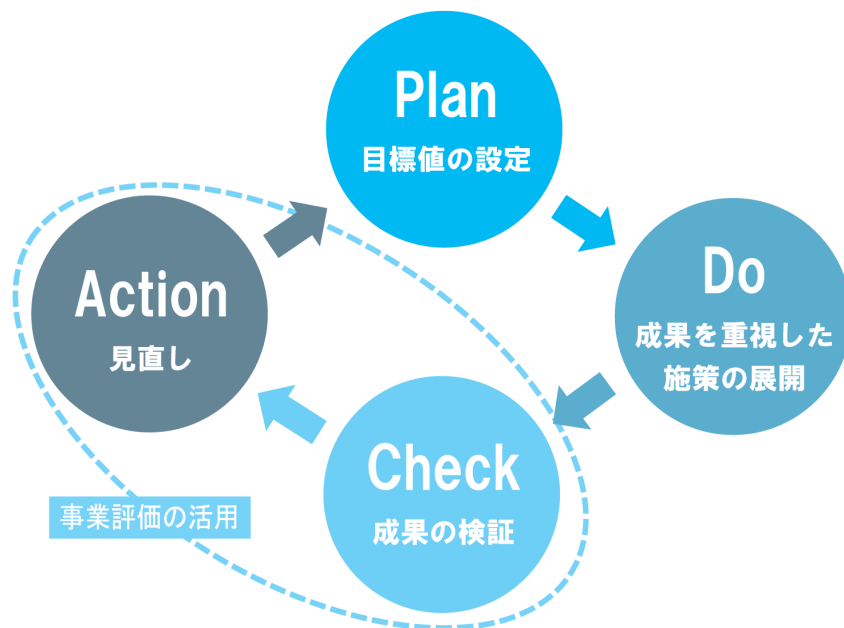 Plan
目標値の設定
Do
成果を重視した
施策の展開
Check
成果の検証
Action
見直し
事業評価の活用